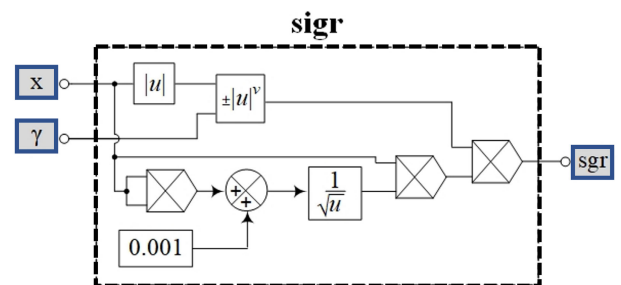 sigr
x
|u|
±|u|ᵛ
γ
1
√u
+
+
0.001
sgr